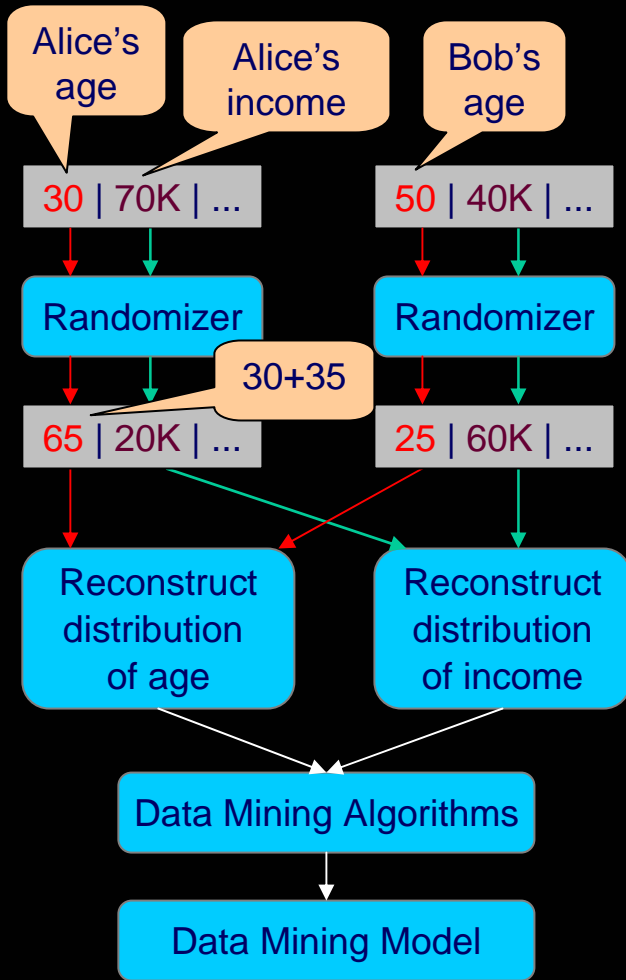 Alice’s
age
Alice’s
income
Bob’s
age
30 | 70K | ...
50 | 40K | ...
Randomizer
Randomizer
30+35
65 | 20K | ...
25 | 60K | ...
Reconstruct
distribution
of age
Reconstruct
distribution
of income
Data Mining Algorithms
Data Mining Model